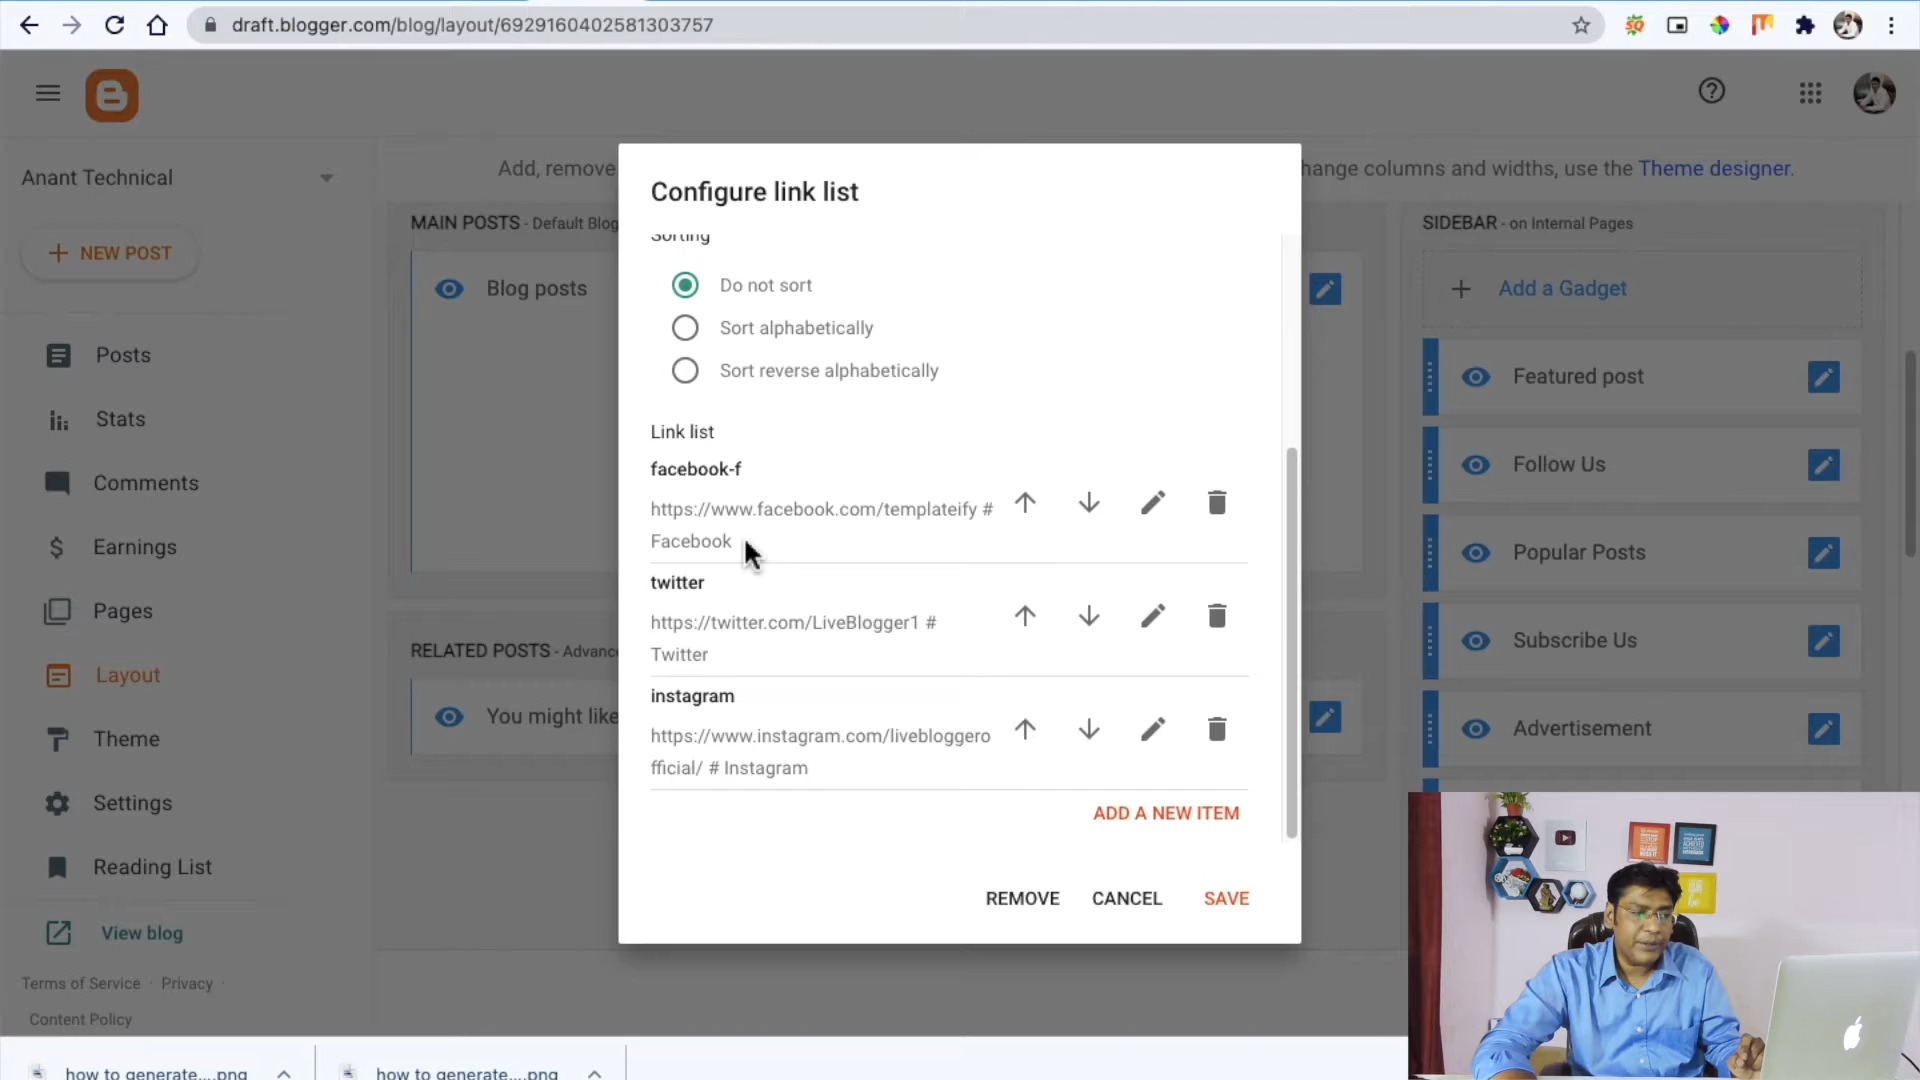 draft.blogger.com/blog/layout/6929160402581303757
Anant Technical
NEW POST
Posts
Stats
Comments
Earnings
Pages
Layout
Theme
Settings
Reading List
View blog
Terms of Service · Privacy ·
Content Policy
Add, remove
hange columns and widths, use the Theme designer.
MAIN POSTS - Default Blog
Blog posts
RELATED POSTS - Advanc
You might like
Configure link list
Sorting
Do not sort
Sort alphabetically
Sort reverse alphabetically
Link list
facebook-f
https://www.facebook.com/templateify #
Facebook
twitter
https://twitter.com/LiveBlogger1 #
Twitter
instagram
https://www.instagram.com/livebloggero
fficial/ # Instagram
ADD A NEW ITEM
REMOVE CANCEL SAVE
SIDEBAR - on Internal Pages
Add a Gadget
Featured post
Follow Us
Popular Posts
Subscribe Us
Advertisement
how to generate....png
how to generate....png